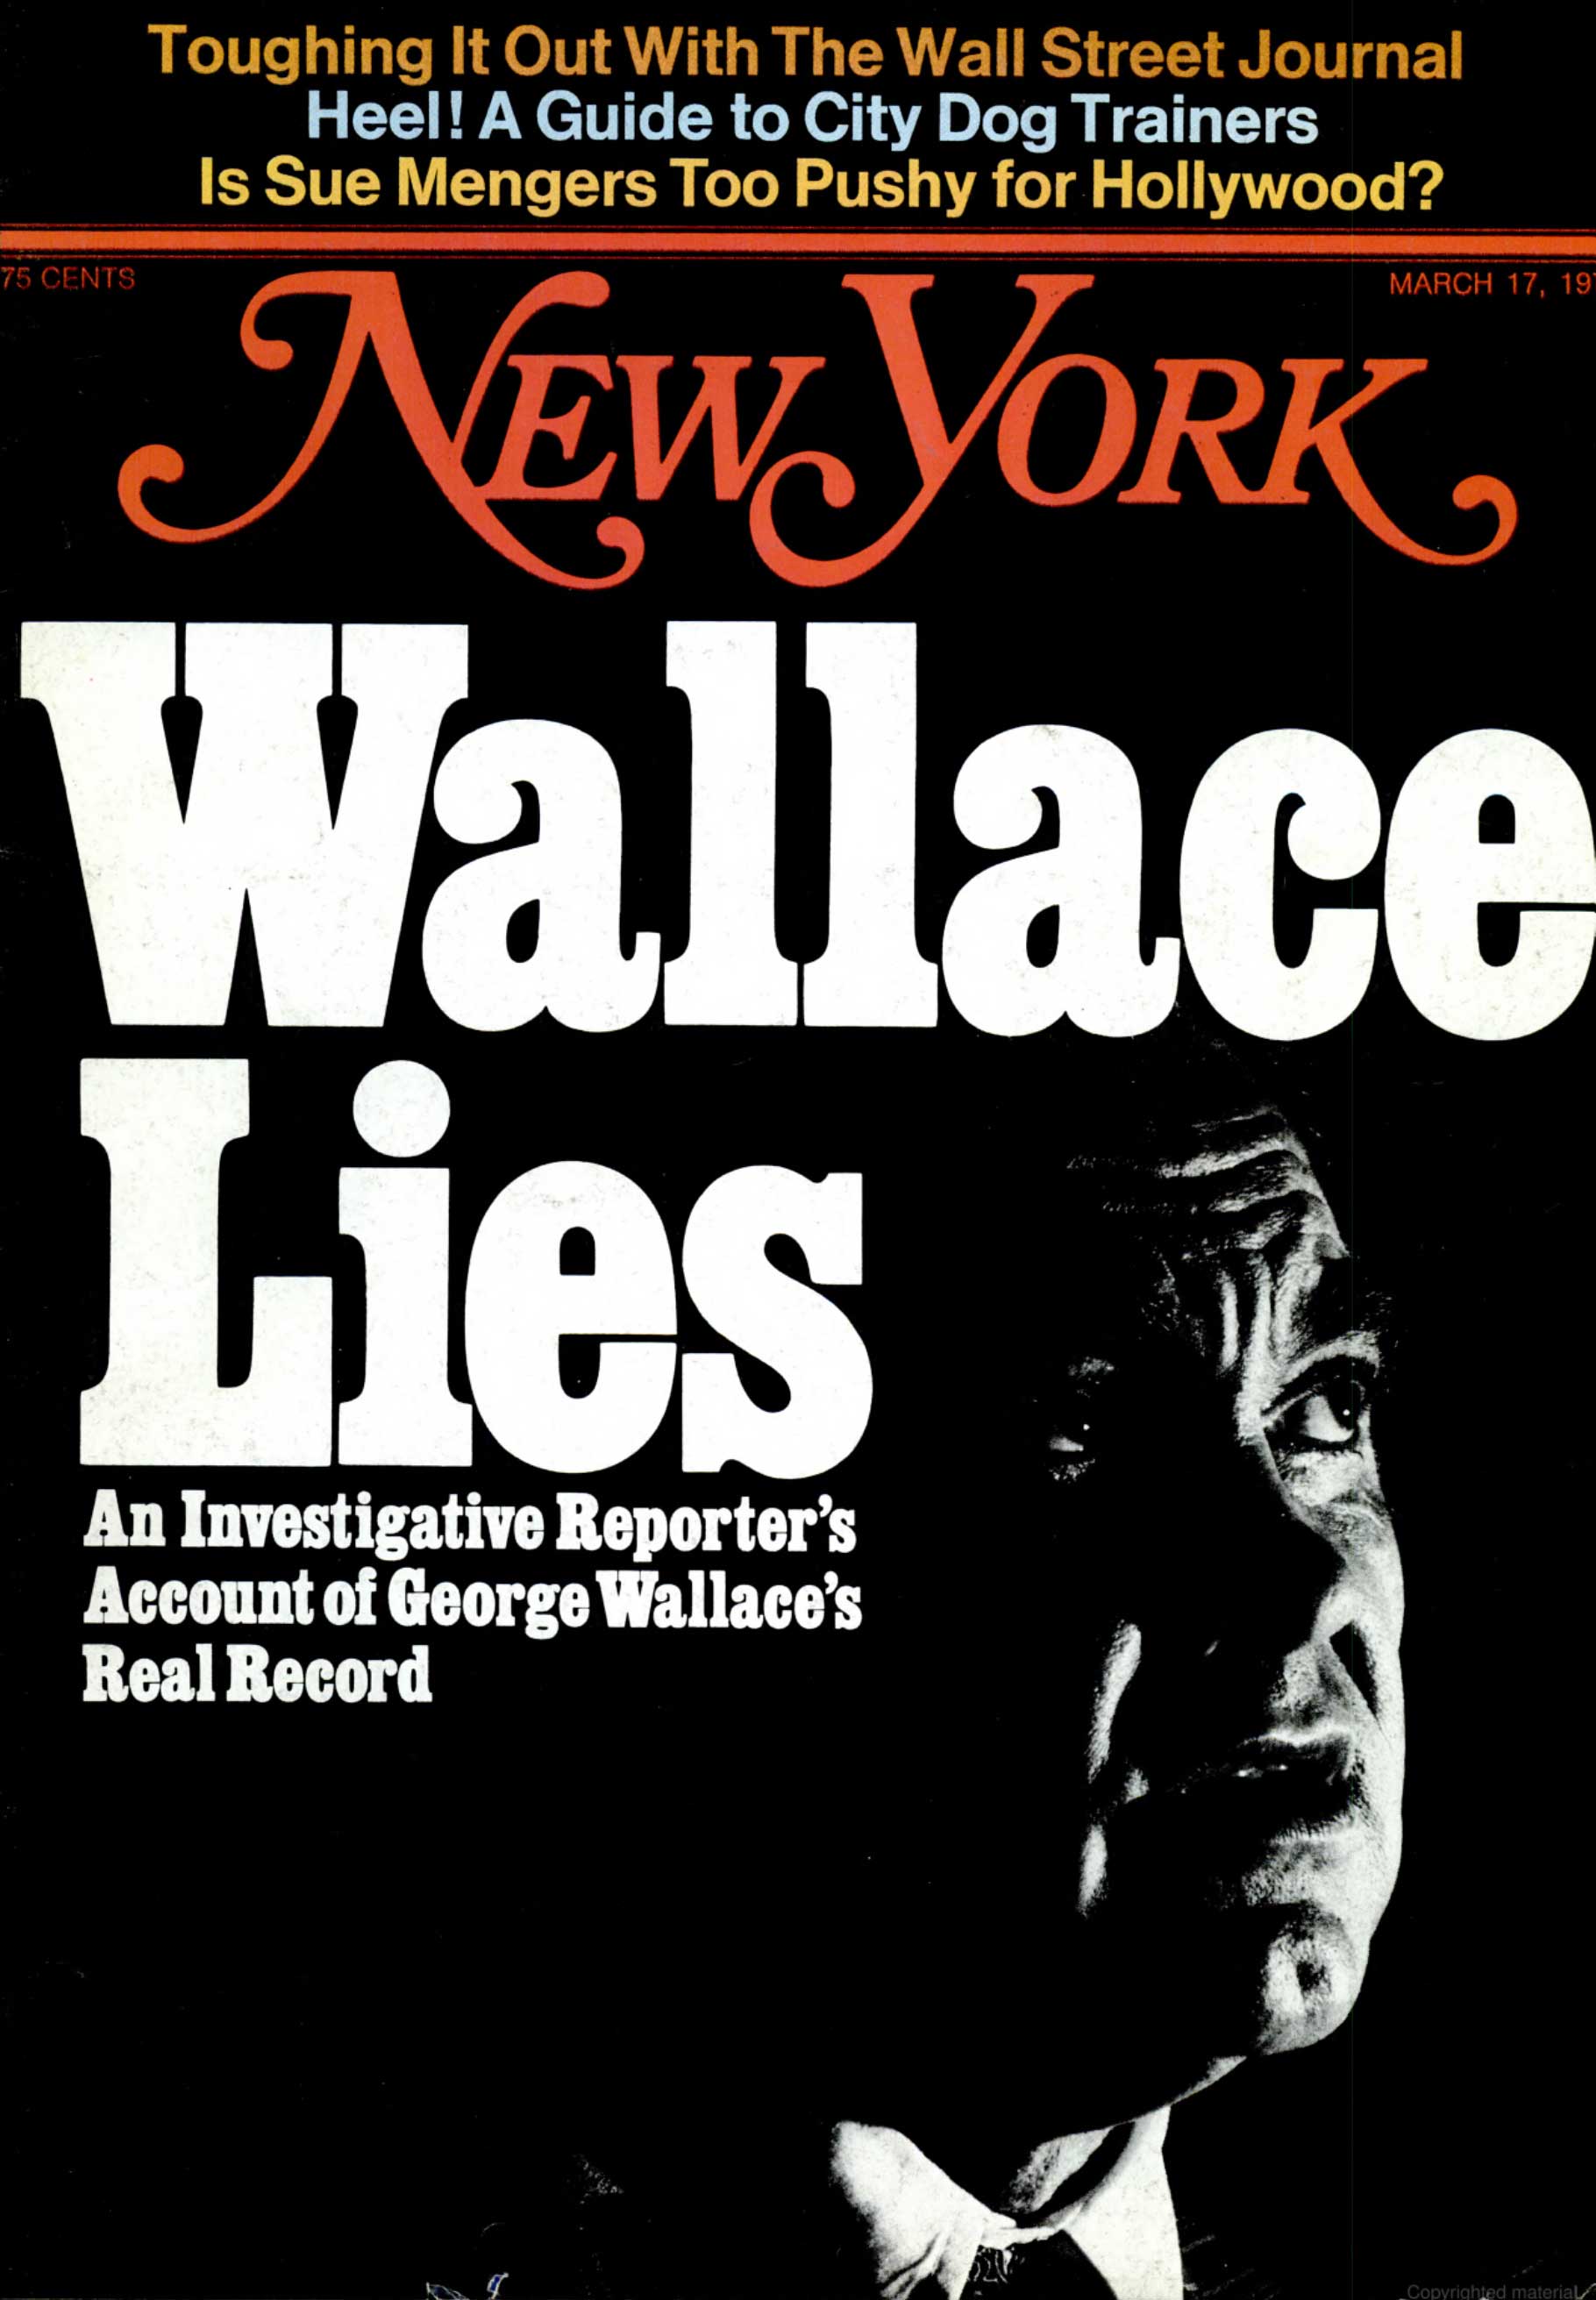 Toughing It Out With The Wall Street Journal
Heel! A Guide to City Dog Trainers
Is Sue Mengers Too Pushy for Hollywood?
75 CENTS
MARCH 17, 19
NEW YORK
Wallace
Lies
An Investigative Reporter's
Account of George Wallace's
Real Record
Copyrighted material